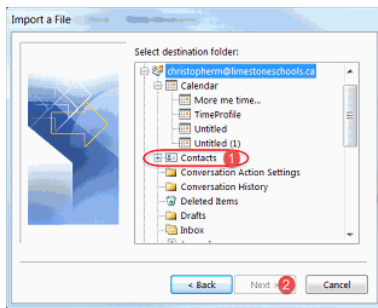 Import a File
Select destination folder:
christopherm@limestoneschools.ca
Calendar
More me time...
TimeProfile
Untitled
Untitled (1)
Contacts 1
Conversation Action Settings
Conversation History
Deleted Items
Drafts
Inbox
< Back
Next > 2
Cancel